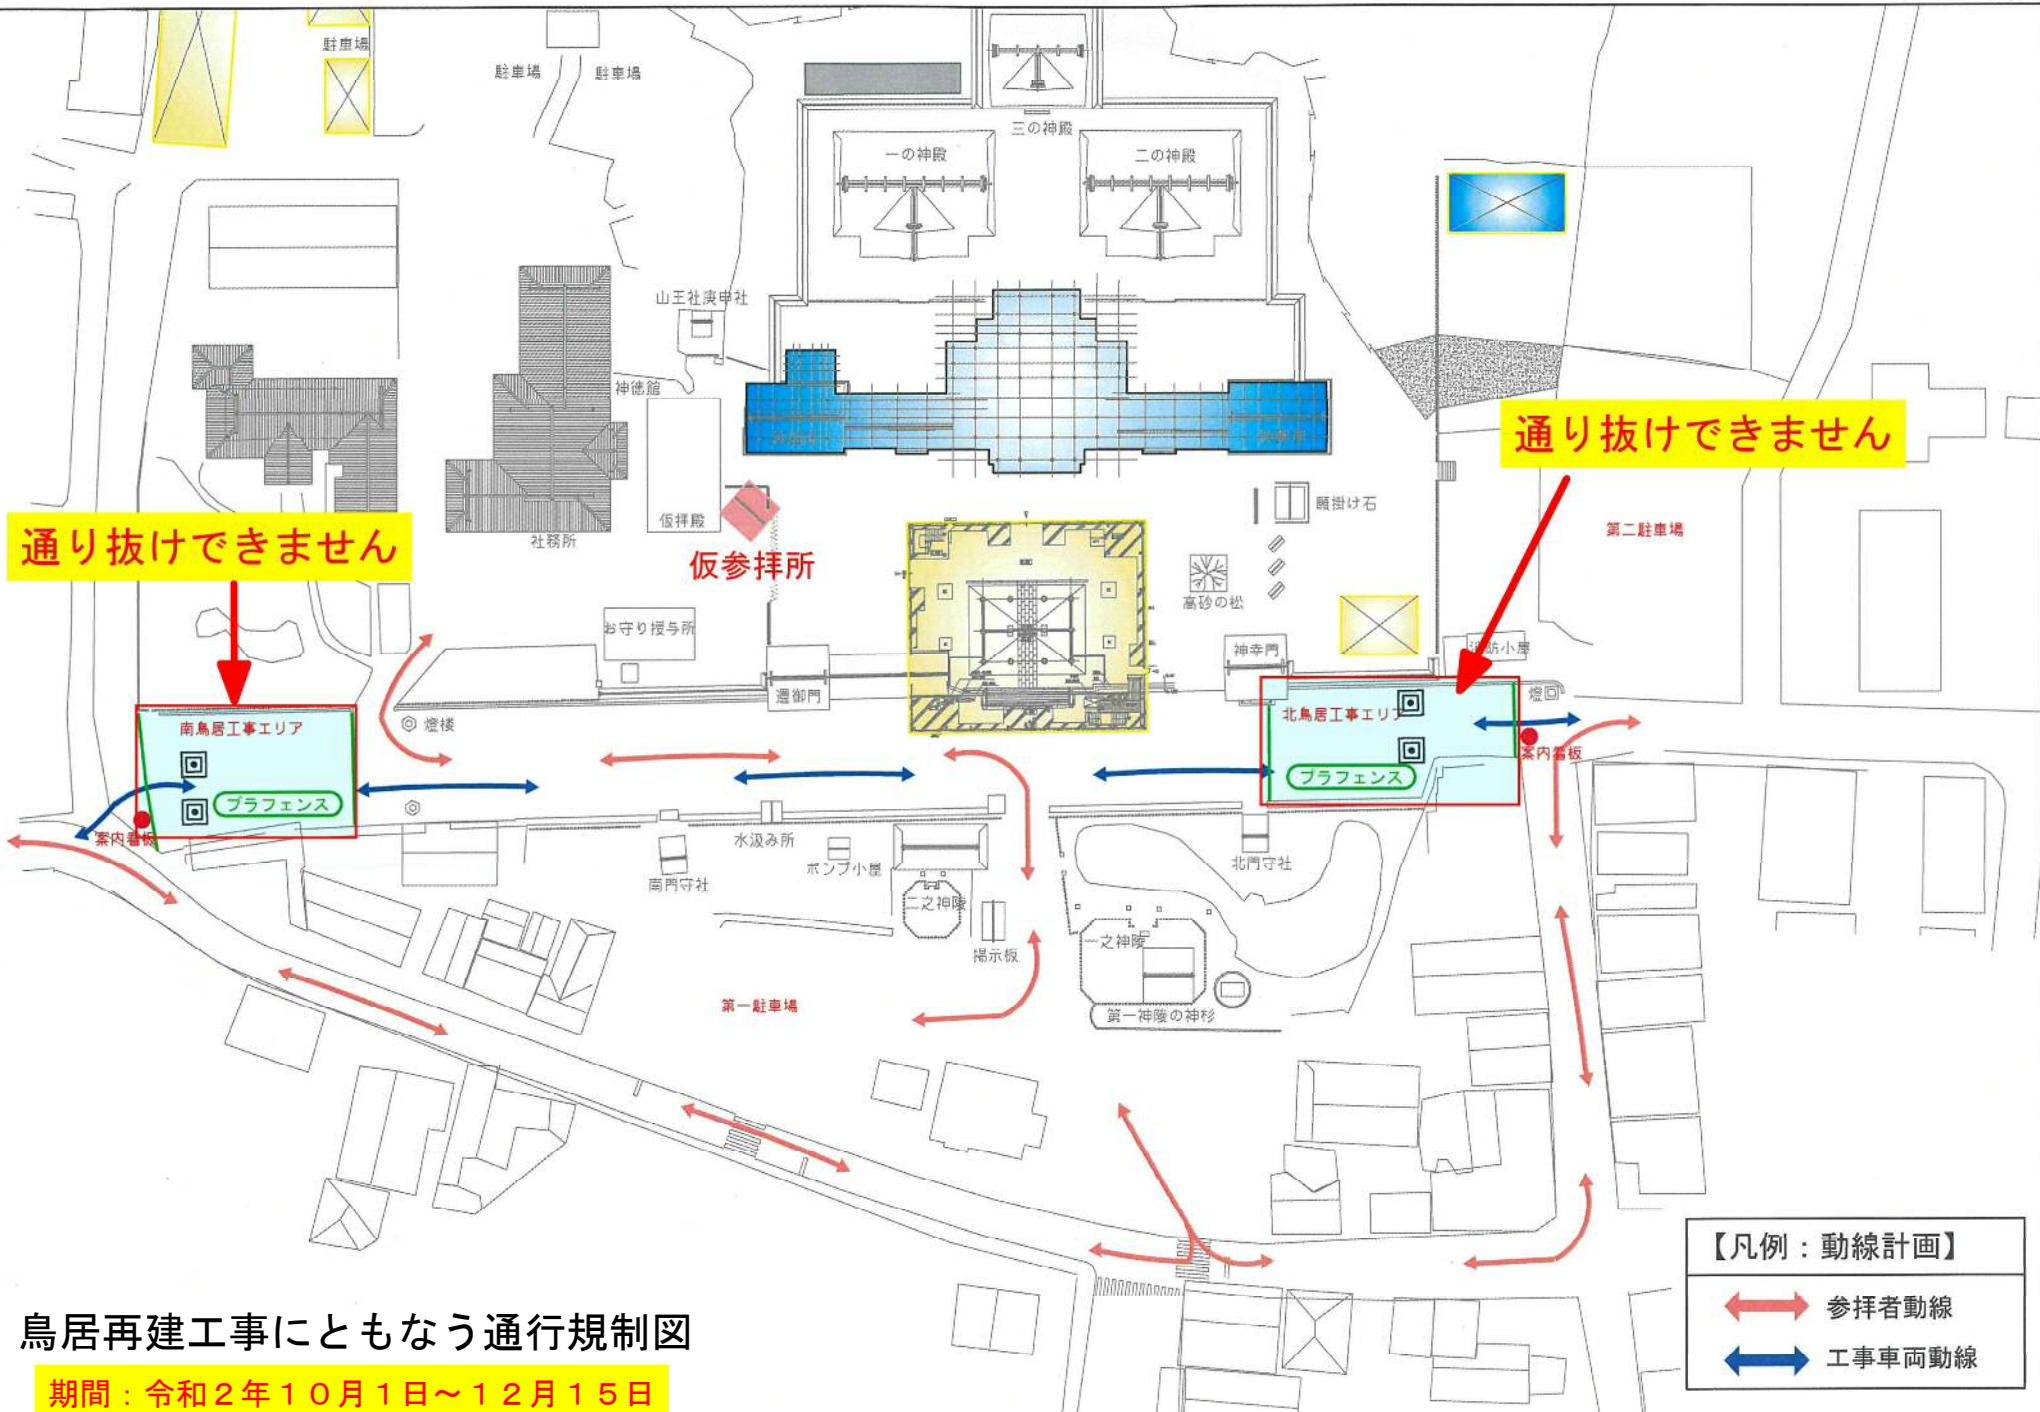 駐車場
駐車場
駐車場
三の神殿
一の神殿
二の神殿
山王社庚申社
神徳館
通り抜けできません
仮拝殿
社務所
願掛け石
第二駐車場
通り抜けできません
仮参拝所
高砂の松
お守り授与所
神幸門
還御門
燈楼
南鳥居工事エリア
北鳥居工事エリア
プラフェンス
プラフェンス
案内看板
案内看板
水汲み所
ポンプ小屋
南門守社
北門守社
二之神陵
一之神陵
掲示板
第一駐車場
第一神陵の神杉
【凡例：動線計画】
参拝者動線
工事車両動線
鳥居再建工事にともなう通行規制図
期間：令和２年１０月１日～１２月１５日